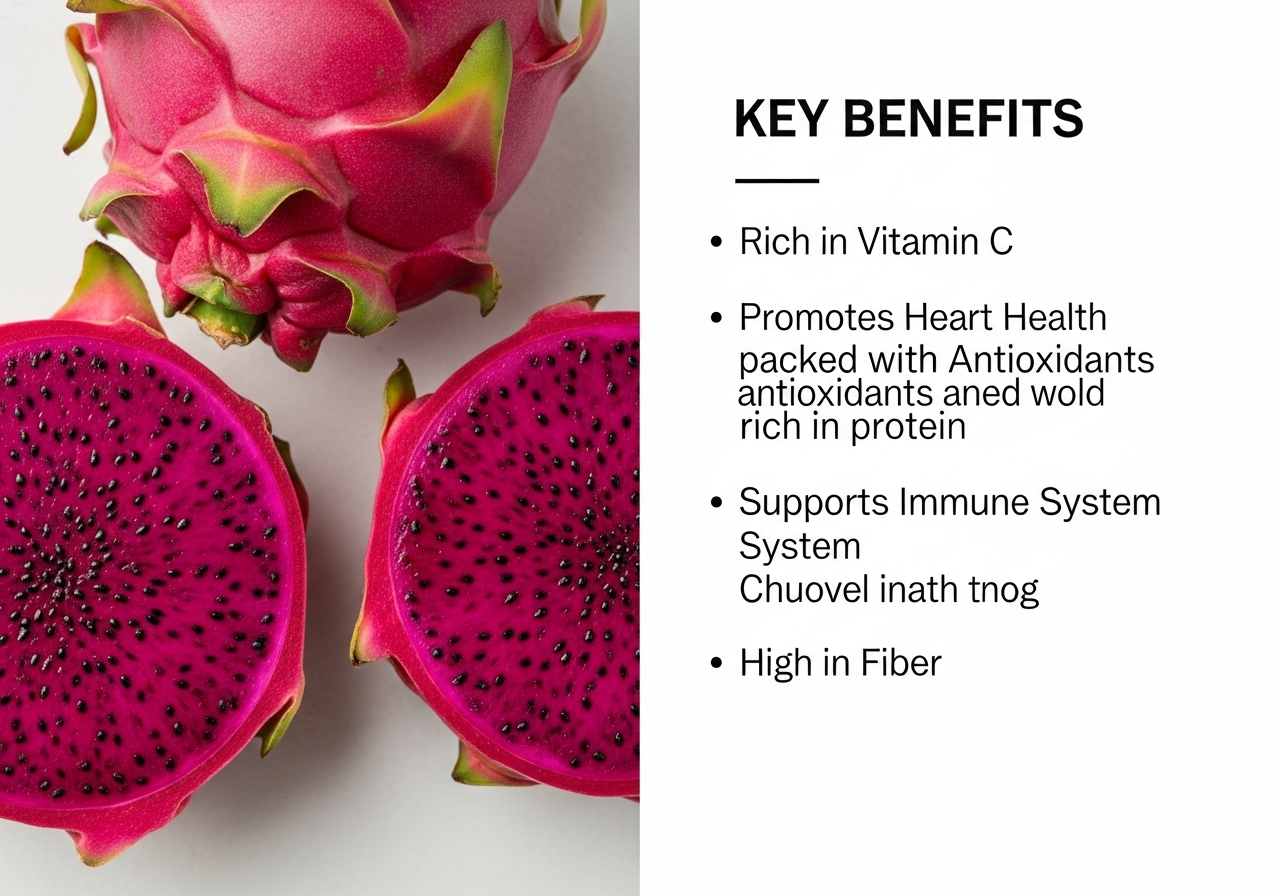 KEY BENEFITS
• Rich in Vitamin C
• Promotes Heart Health
packed with Antioxidants
antioxidants aned wold
rich in protein
• Supports Immune System
System
Chuovel inath tnog
• High in Fiber